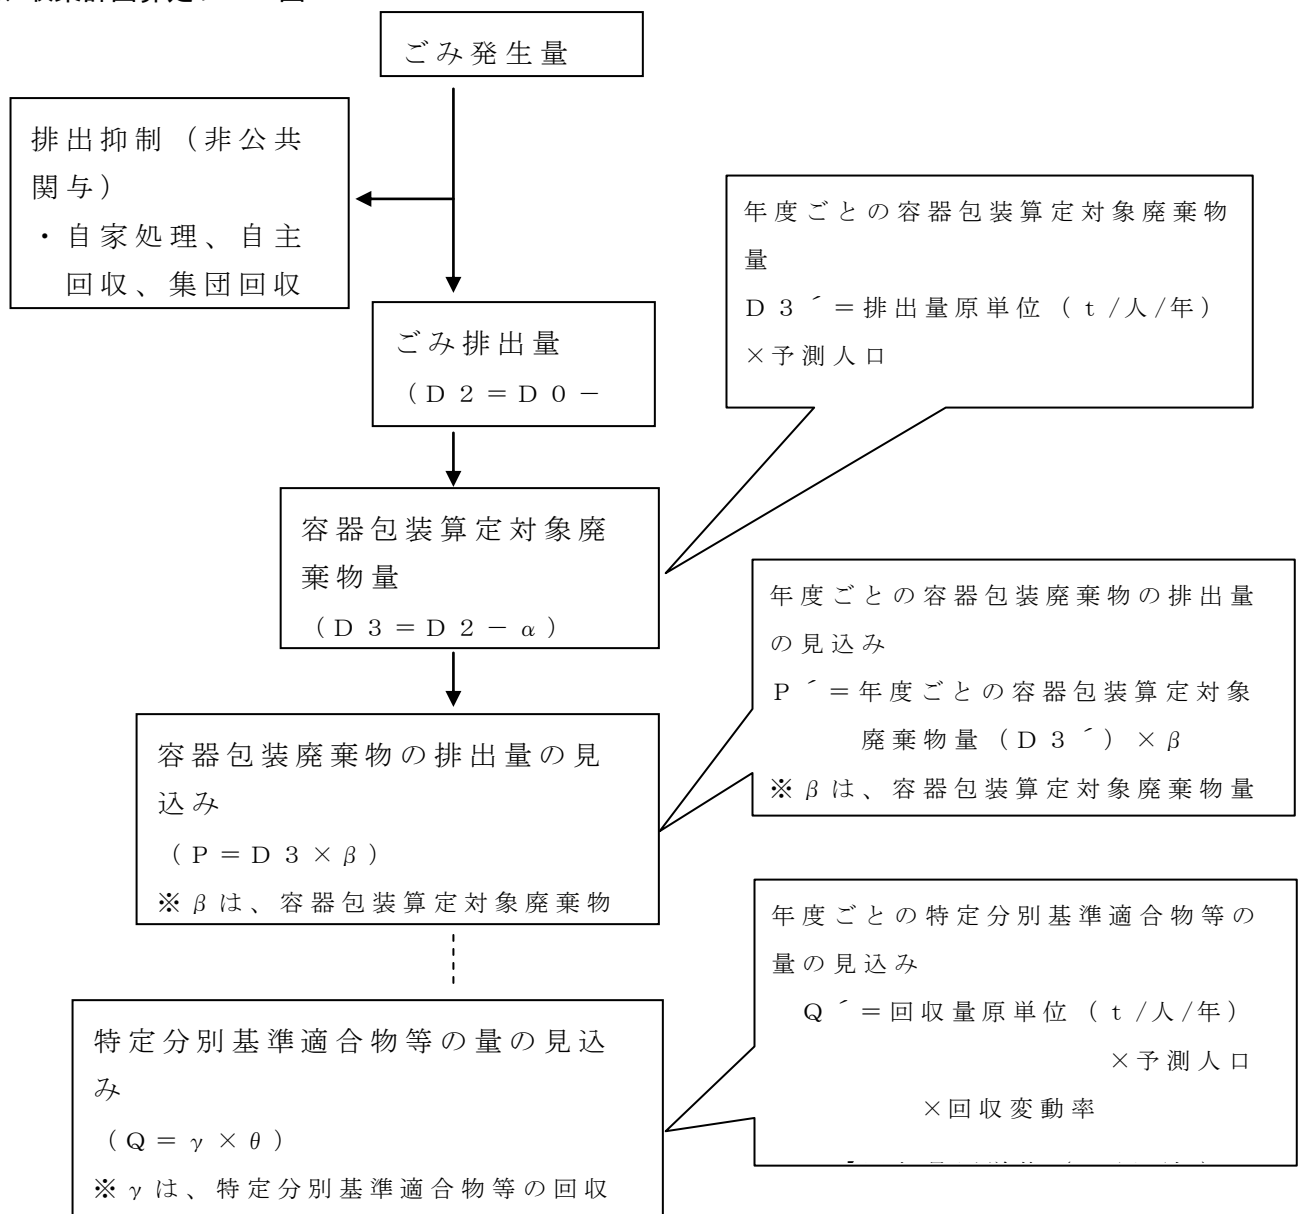 ごみ発生量
排出抑制（非公共
関与）
・自家処理、自主
回収、集団回収
ごみ排出量
（Ｄ２＝Ｄ０－
年度ごとの容器包装算定対象廃棄物
量
Ｄ３´＝排出量原単位（ｔ/人/年）
×予測人口
容器包装算定対象廃
棄物量
（Ｄ３＝Ｄ２－α）
年度ごとの容器包装廃棄物の排出量
の見込み
Ｐ´＝年度ごとの容器包装算定対象
廃棄物量（Ｄ３´）×β
※βは、容器包装算定対象廃棄物量
容器包装廃棄物の排出量の見
込み
（Ｐ＝Ｄ３×β）
※βは、容器包装算定対象廃棄物
年度ごとの特定分別基準適合物等の
量の見込み
Ｑ´＝回収量原単位（ｔ/人/年）
×予測人口
×回収変動率
特定分別基準適合物等の量の見込
み
（Ｑ＝γ×θ）
※γは、特定分別基準適合物等の回収